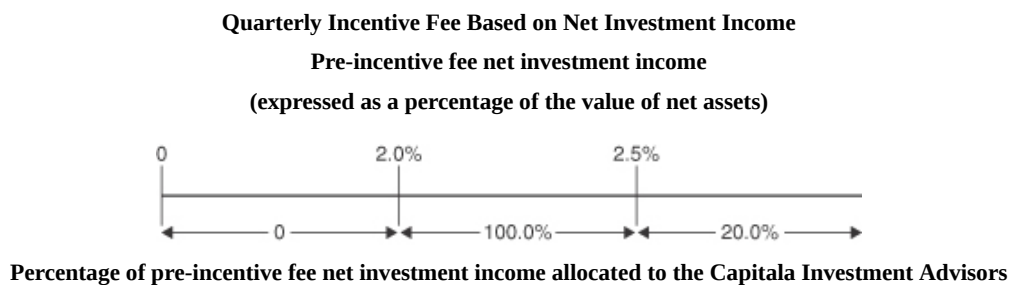 Quarterly Incentive Fee Based on Net Investment Income
Pre-incentive fee net investment income
(expressed as a percentage of the value of net assets)
0 2.0% 2.5%
0 100.0% 20.0%
Percentage of pre-incentive fee net investment income allocated to the Capitala Investment Advisors